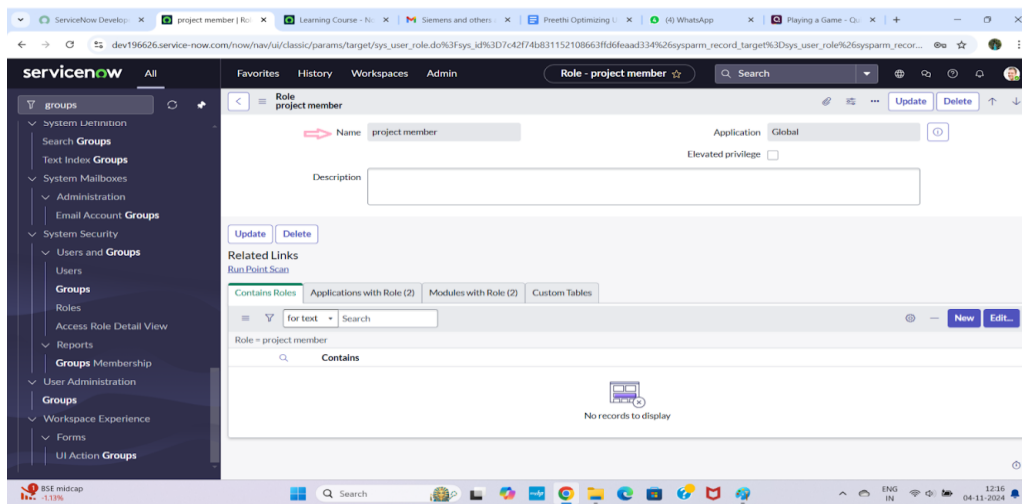 ServiceNow Develop
project member | Ro
Learning Course - N
Siemens and others
Preethi Optimizing U
(4) WhatsApp
Playing a Game - Qu
dev196626.service-now.com/now/nav/ui/classic/params/target/sys_user_role.do%3Fsys_id%3D7c42f74b831152108663ffd6feaad334%26sysparm_record_target%3Dsys_user_role%26sysparm_recor...
servicenow All Favorites History Workspaces Admin Role - project member Search
groups
System Definition
Search Groups
Text Index Groups
System Mailboxes
Administration
Email Account Groups
System Security
Users and Groups
Users
Groups
Roles
Access Role Detail View
Reports
Groups Membership
User Administration
Groups
Workspace Experience
Forms
UI Action Groups
Role
project member
Update Delete
Name project member Application Global
Elevated privilege
Description
Update Delete
Related Links
Run Point Scan
Contains Roles Applications with Role (2) Modules with Role (2) Custom Tables
for text Search New Edit...
Role = project member
Contains
No records to display
BSE midcap
-1.13%
Search
ENG
IN
12:16
04-11-2024